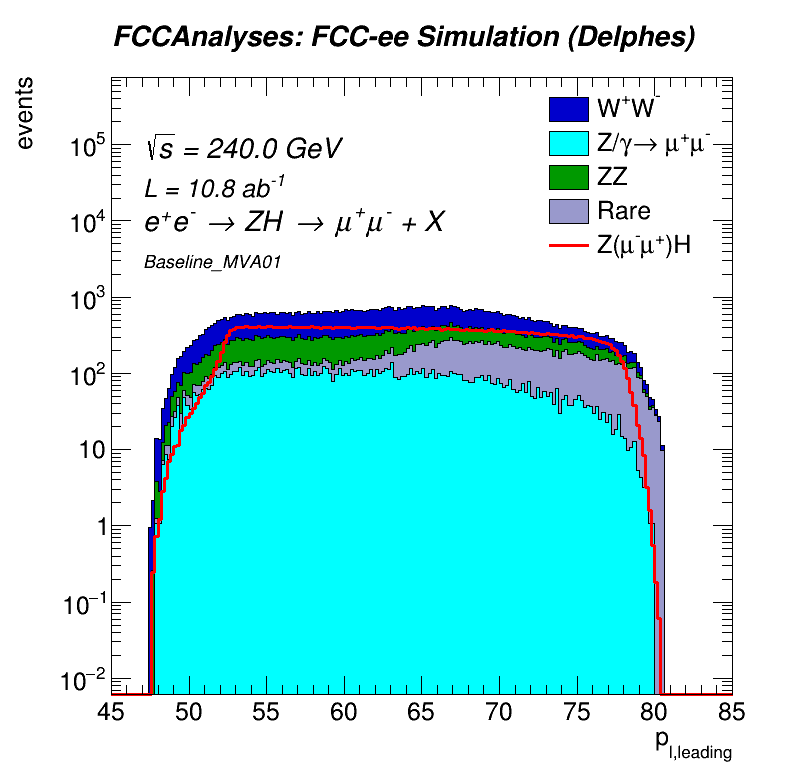 FCCAnalyses: FCC-ee Simulation (Delphes)
events
√s = 240.0 GeV
L = 10.8 ab⁻¹
e⁺e⁻ → ZH → μ⁺μ⁻ + X
Baseline_MVA01
W⁺W⁻
Z/γ→ μ⁺μ⁻
ZZ
Rare
Z(μ⁻μ⁺)H
10⁵
10⁴
10³
10²
10
1
10⁻¹
10⁻²
45 50 55 60 65 70 75 80 85
p_l,leading